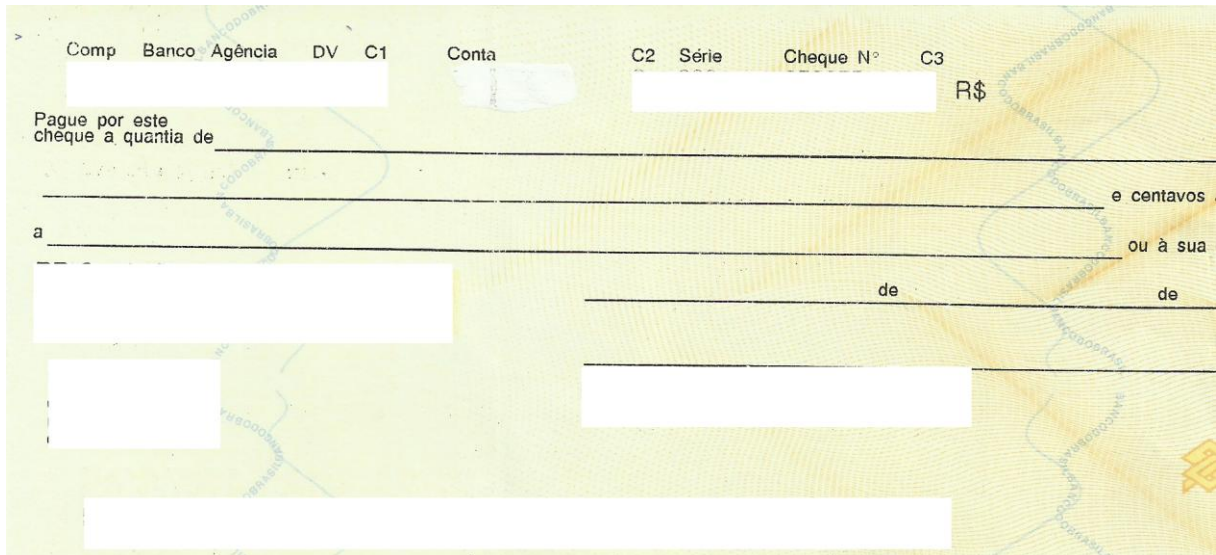 Comp Banco Agência DV C1 Conta C2 Série Cheque N° C3
R$
Pague por este
cheque a quantia de
e centavos
a ou à sua
de de
BANCODOBRASIL